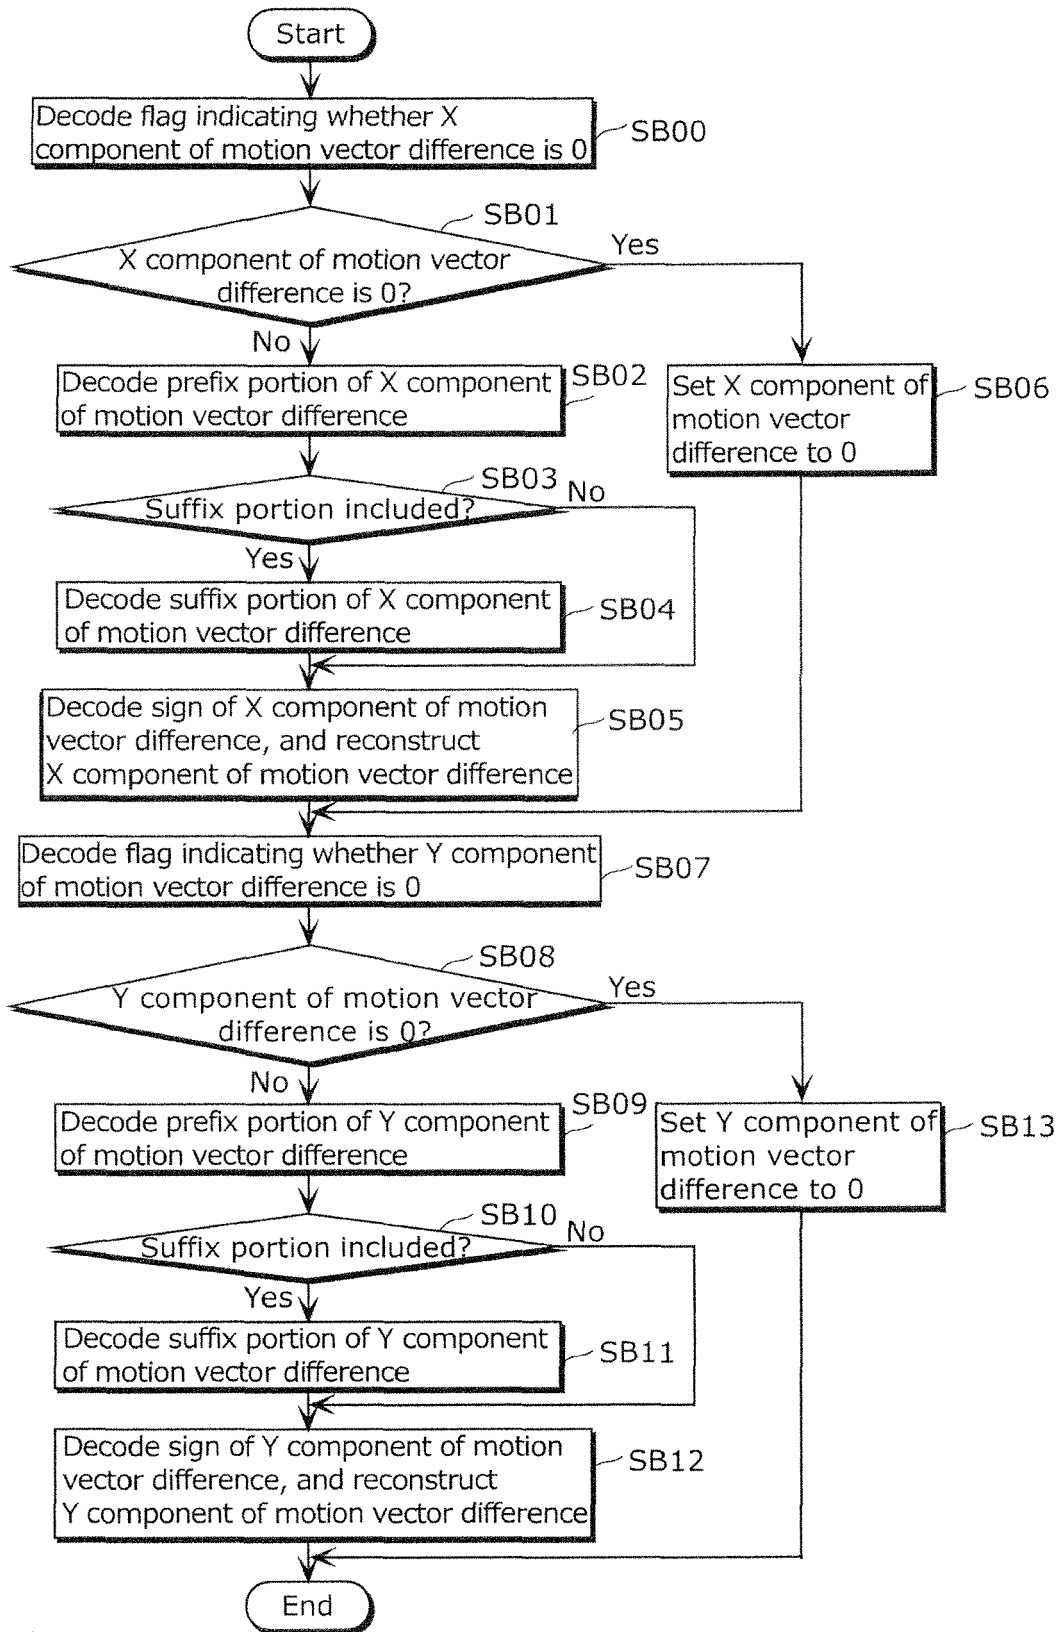 Start
Decode flag indicating whether X
component of motion vector difference is 0
SB00
SB01
X component of motion vector
difference is 0?
Yes
No
Decode prefix portion of X component
of motion vector difference
SB02
Set X component of
motion vector
difference to 0
SB06
SB03
Suffix portion included?
No
Yes
Decode suffix portion of X component
of motion vector difference
SB04
Decode sign of X component of motion
vector difference, and reconstruct
X component of motion vector difference
SB05
Decode flag indicating whether Y component
of motion vector difference is 0
SB07
SB08
Y component of motion vector
difference is 0?
Yes
No
Decode prefix portion of Y component
of motion vector difference
SB09
Set Y component of
motion vector
difference to 0
SB13
SB10
Suffix portion included?
No
Yes
Decode suffix portion of Y component
of motion vector difference
SB11
Decode sign of Y component of motion
vector difference, and reconstruct
Y component of motion vector difference
SB12
End